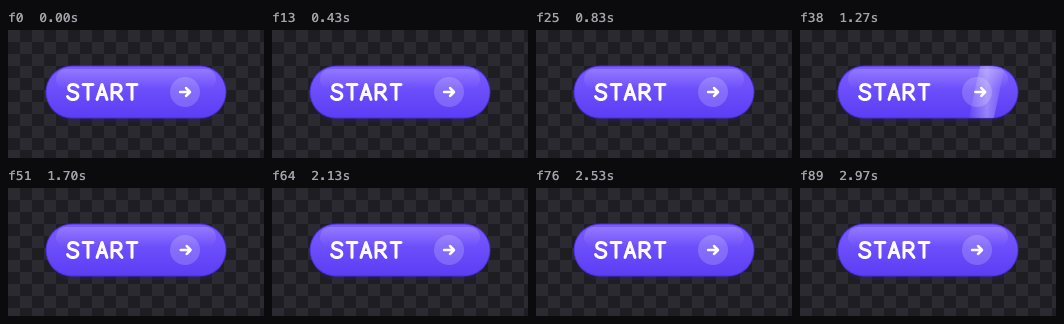 f0 0.00s
f13 0.43s
f25 0.83s
f38 1.27s
START
START
START
START
f51 1.70s
f64 2.13s
f76 2.53s
f89 2.97s
START
START
START
START